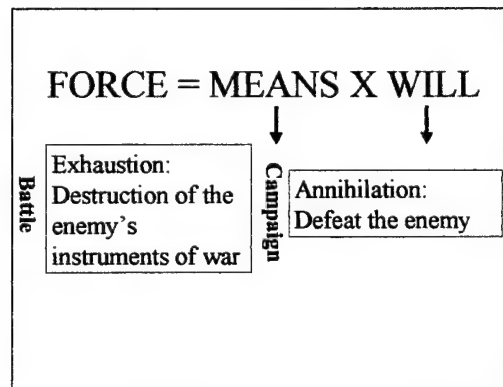 FORCE = MEANS X WILL
Battle
Exhaustion:
Destruction of the
enemy's
instruments of war
Campaign
Annihilation:
Defeat the enemy